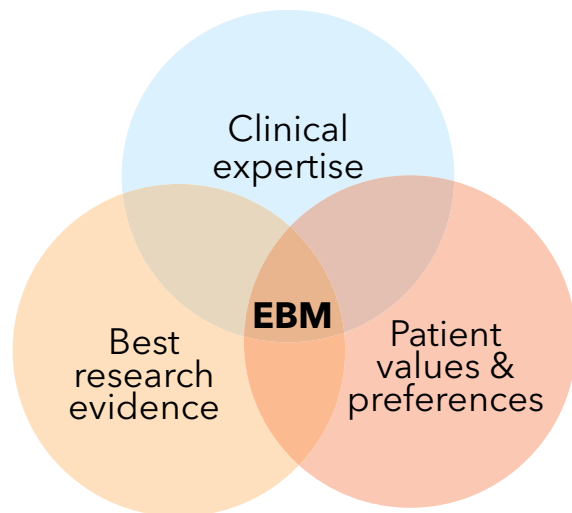 Clinical
expertise
EBM
Best
research
evidence
Patient
values &
preferences